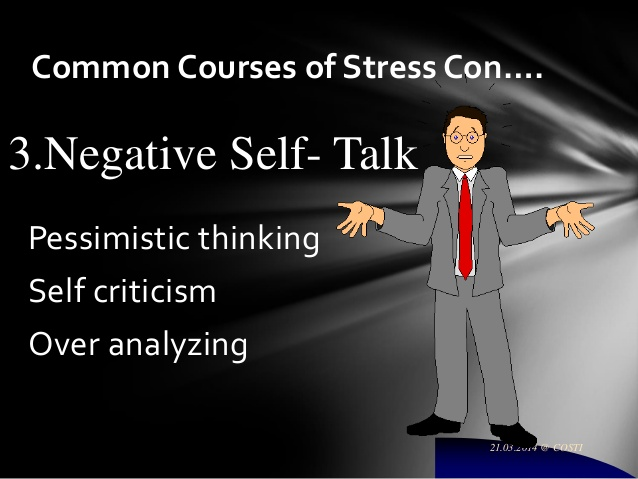 Common Courses of Stress Con....
3.Negative Self- Talk
Pessimistic thinking
Self criticism
Over analyzing
21.03.2014 @ COSTI